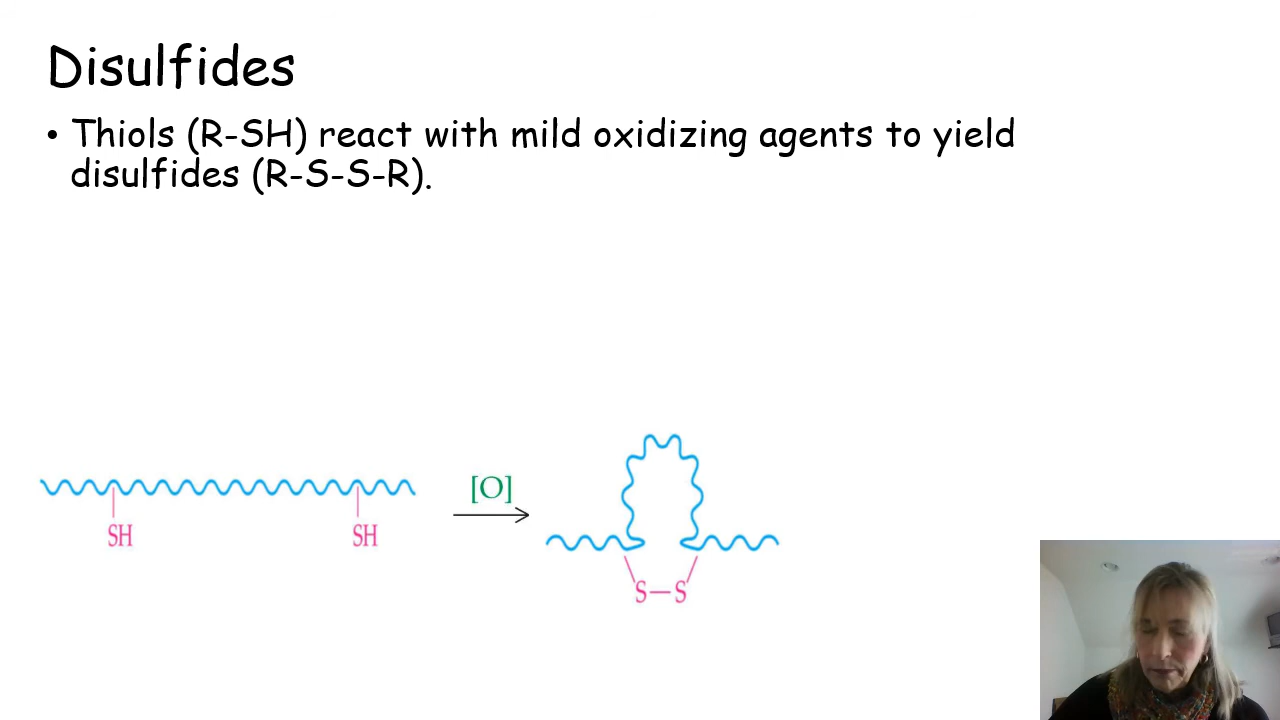 Disulfides
• Thiols (R-SH) react with mild oxidizing agents to yield
disulfides (R-S-S-R).
[O]
SH SH
S—S